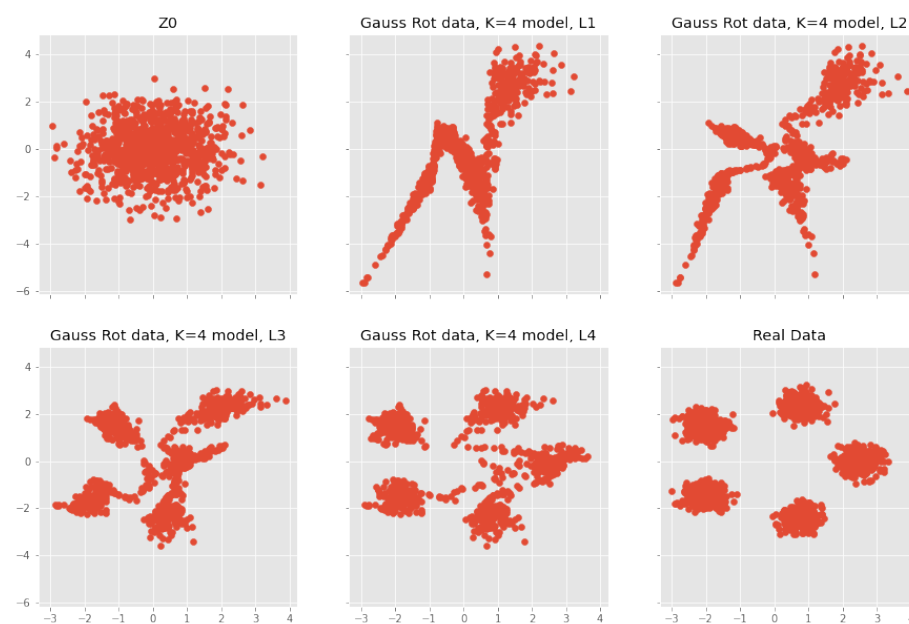 Z0
Gauss Rot data, K=4 model, L1
Gauss Rot data, K=4 model, L2
4
2
0
−2
−4
−6
Gauss Rot data, K=4 model, L3
Gauss Rot data, K=4 model, L4
Real Data
4
2
0
−2
−4
−6
−3 −2 −1 0 1 2 3 4
−3 −2 −1 0 1 2 3 4
−3 −2 −1 0 1 2 3